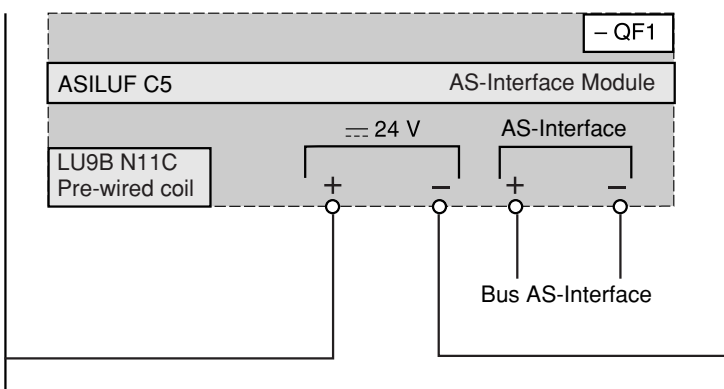 – QF1
ASILUF C5 AS-Interface Module
⎓ 24 V AS-Interface
LU9B N11C
Pre-wired coil
+ – + –
Bus AS-Interface